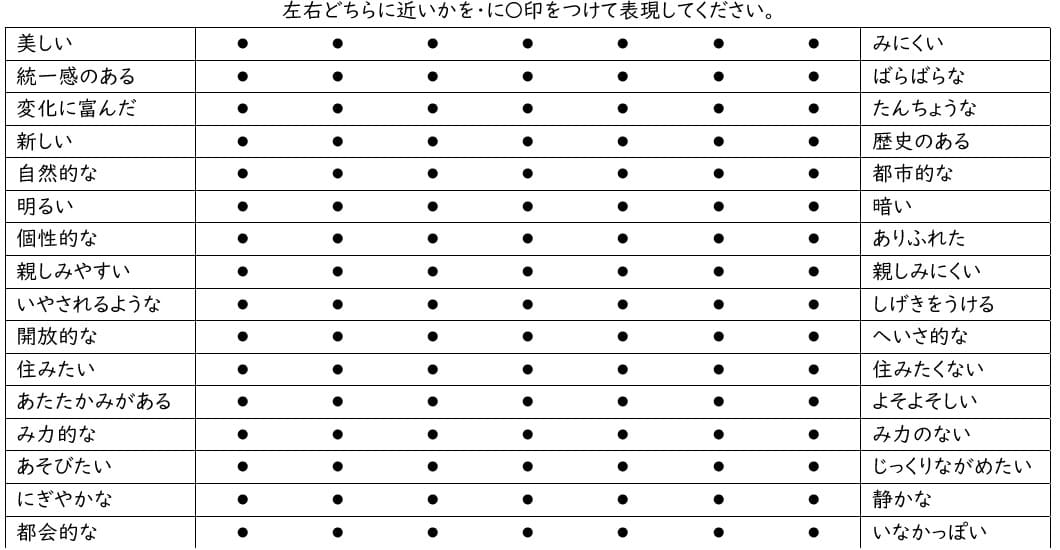 左右どちらに近いかを・に〇印をつけて表現してください。
美しい ● ● ● ● ● ● ● みにくい
統一感のある ● ● ● ● ● ● ● ばらばらな
変化に富んだ ● ● ● ● ● ● ● たんちょうな
新しい ● ● ● ● ● ● ● 歴史のある
自然的な ● ● ● ● ● ● ● 都市的な
明るい ● ● ● ● ● ● ● 暗い
個性的な ● ● ● ● ● ● ● ありふれた
親しみやすい ● ● ● ● ● ● ● 親しみにくい
いやされるような ● ● ● ● ● ● ● しげきをうける
開放的な ● ● ● ● ● ● ● へいさ的な
住みたい ● ● ● ● ● ● ● 住みたくない
あたたかみがある ● ● ● ● ● ● ● よそよそしい
み力的な ● ● ● ● ● ● ● み力のない
あそびたい ● ● ● ● ● ● ● じっくりながめたい
にぎやかな ● ● ● ● ● ● ● 静かな
都会的な ● ● ● ● ● ● ● いなかっぽい